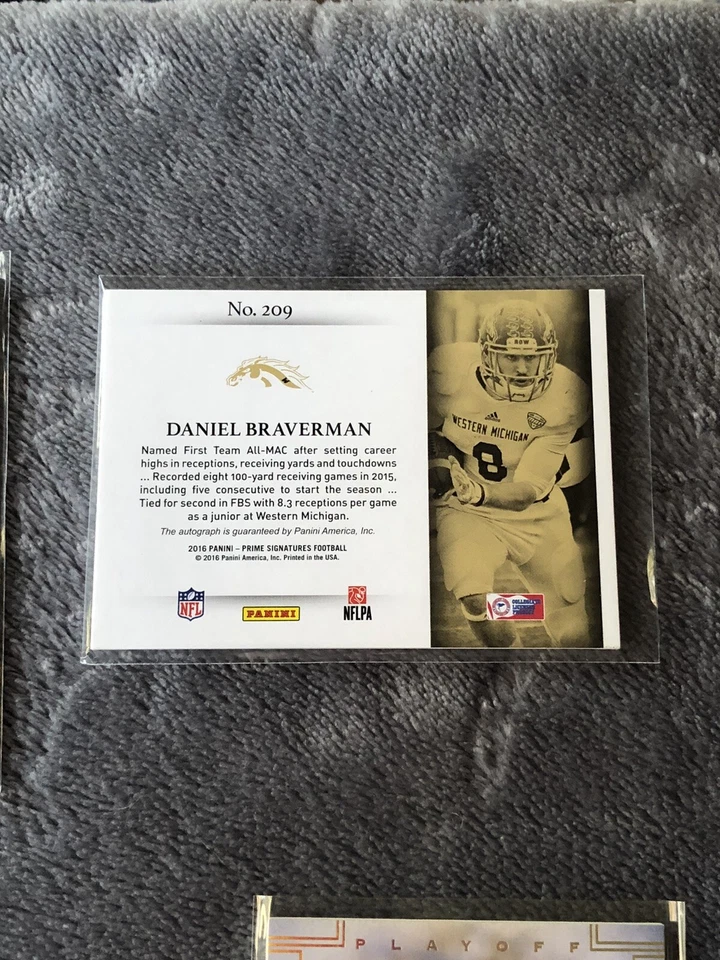 No. 209
DANIEL BRAVERMAN
Named First Team All-MAC after setting career
highs in receptions, receiving yards and touchdowns
... Recorded eight 100-yard receiving games in 2015,
including five consecutive to start the season ...
Tied for second in FBS with 8.3 receptions per game
as a junior at Western Michigan.
The autograph is guaranteed by Panini America, Inc.
2016 PANINI – PRIME SIGNATURES FOOTBALL
© 2016 Panini America, Inc. Printed in the USA.
NFL
PANINI
NFLPA
ROW
adidas
WESTERN MICHIGAN
8
PLAYOFF